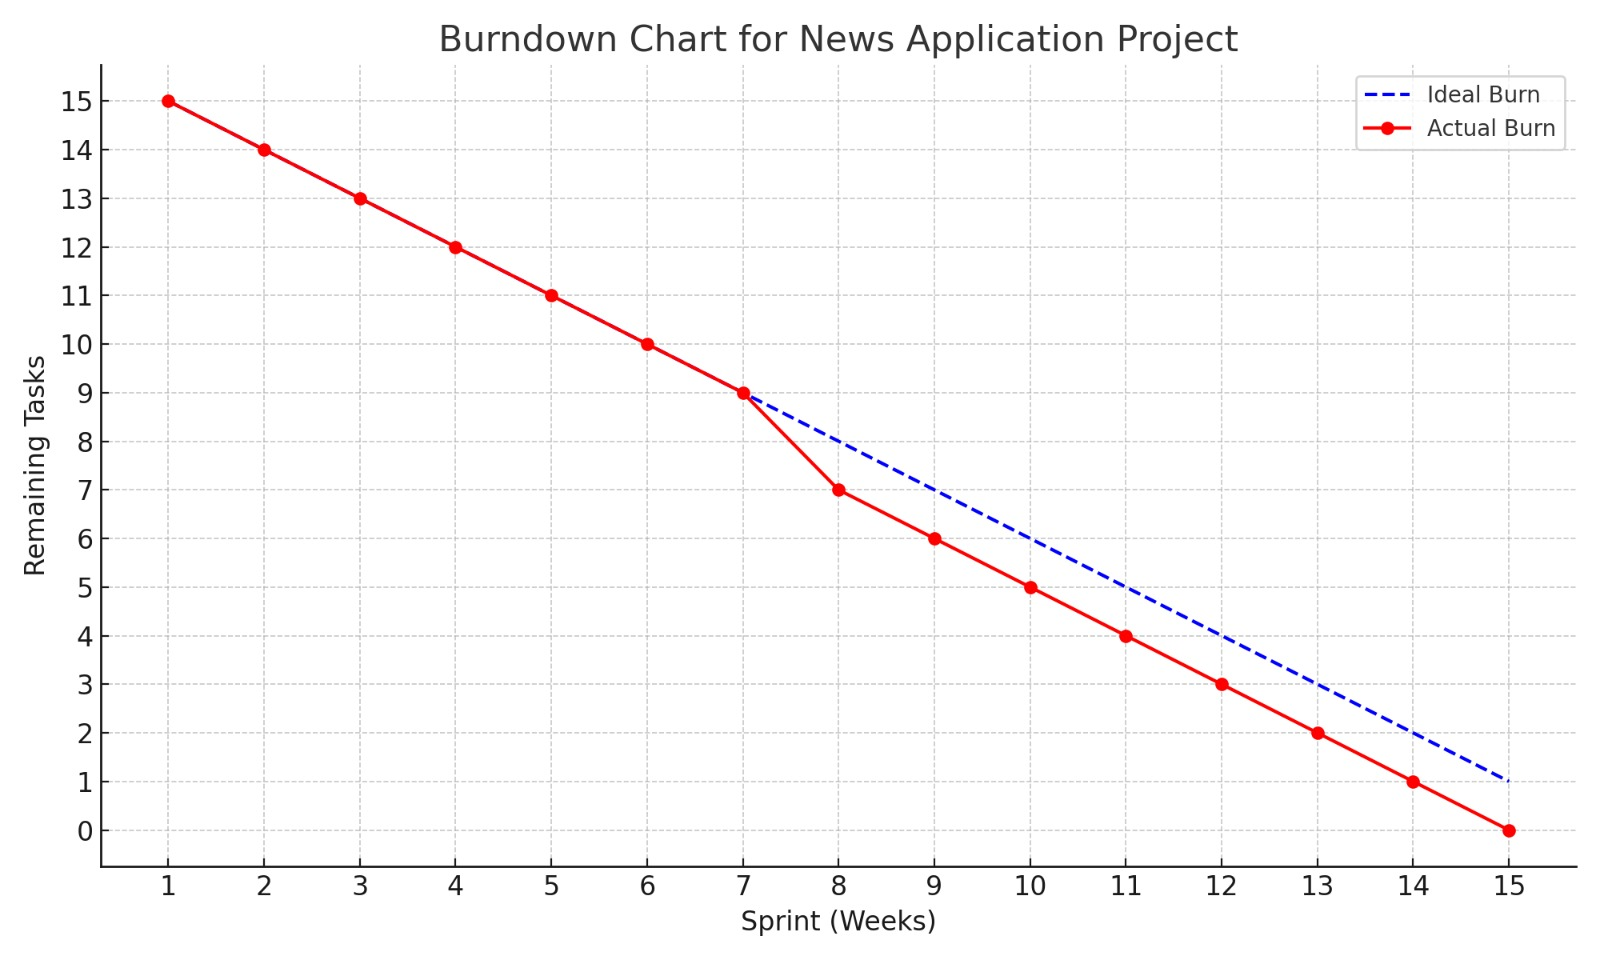 Burndown Chart for News Application Project
Ideal Burn
Actual Burn
Remaining Tasks
15
14
13
12
11
10
9
8
7
6
5
4
3
2
1
0
1 2 3 4 5 6 7 8 9 10 11 12 13 14 15
Sprint (Weeks)